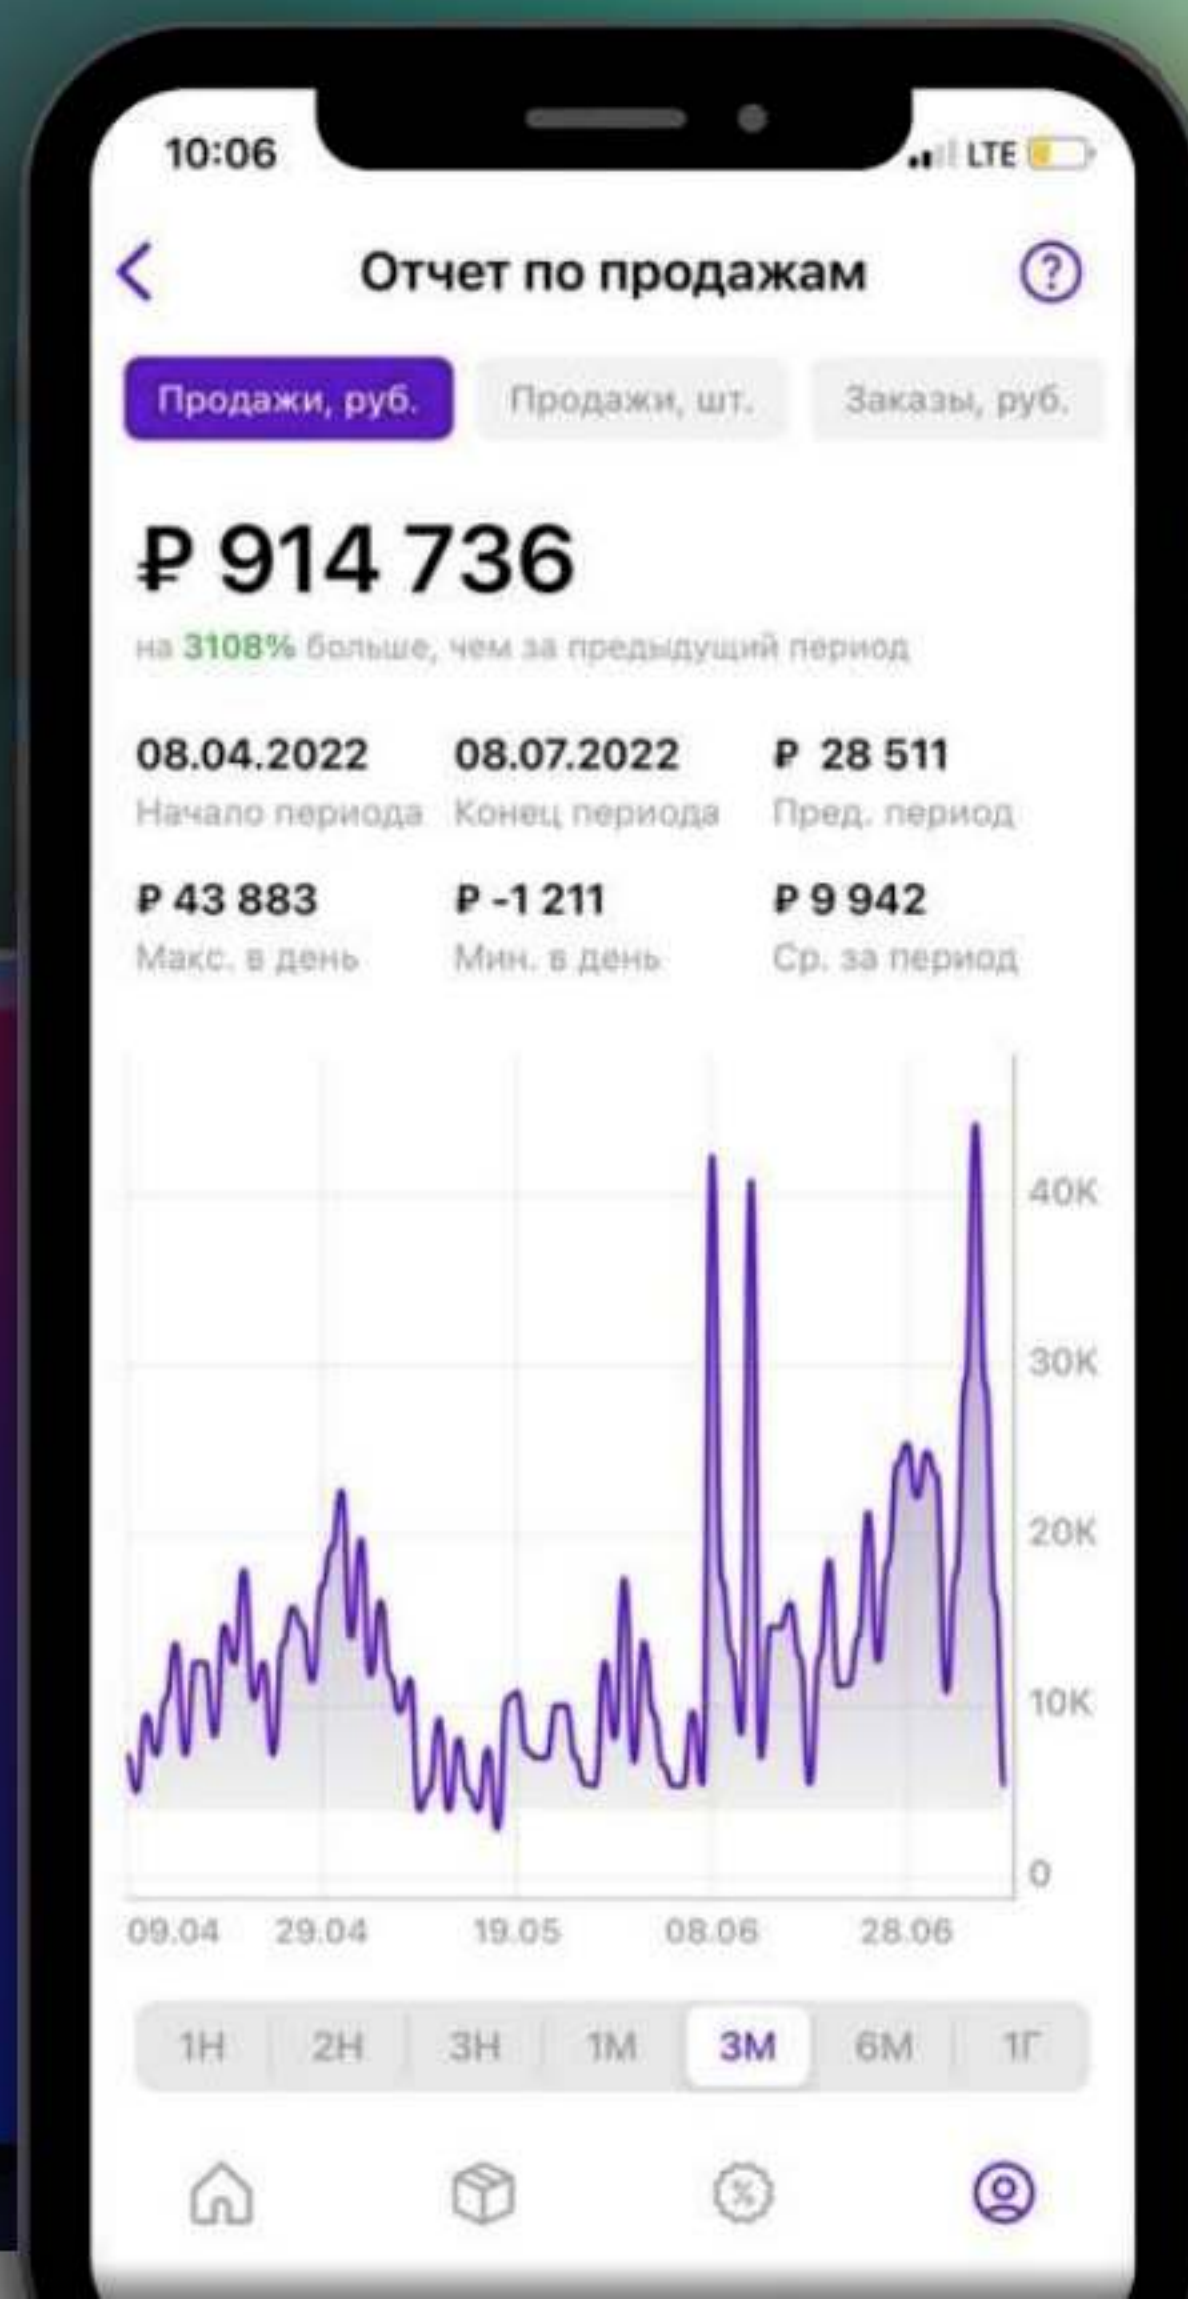 10:06 LTE
Отчет по продажам ?
Продажи, руб. Продажи, шт. Заказы, руб.
₽ 914 736
на 3108% больше, чем за предыдущий период
08.04.2022 08.07.2022 ₽ 28 511
Начало периода Конец периода Пред. период
₽ 43 883 ₽ -1 211 ₽ 9 942
Макс. в день Мин. в день Ср. за период
40K
30K
20K
10K
0
09.04 29.04 19.05 08.06 28.06
1Н 2Н 3Н 1М 3М 6М 1Г
%